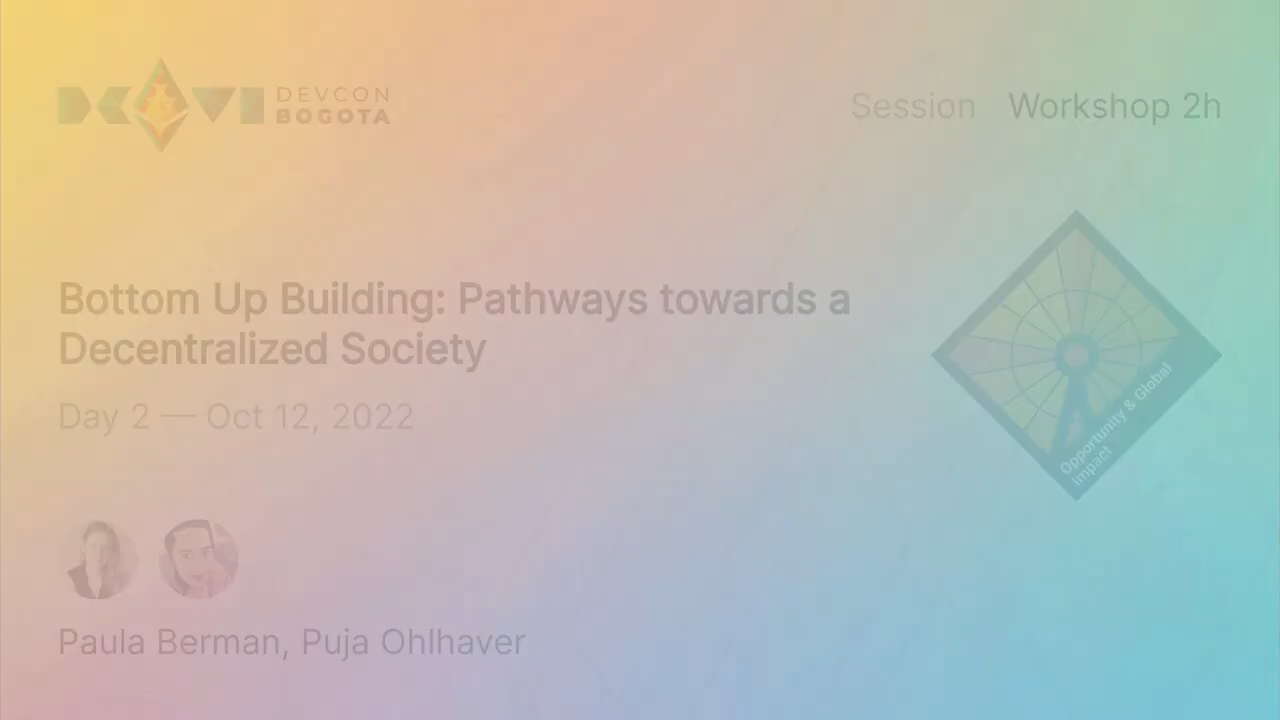 DEVCON
BOGOTA
Session Workshop 2h
Bottom Up Building: Pathways towards a
Decentralized Society
Day 2 — Oct 12, 2022
Opportunity & Global
Impact
Paula Berman, Puja Ohlhaver